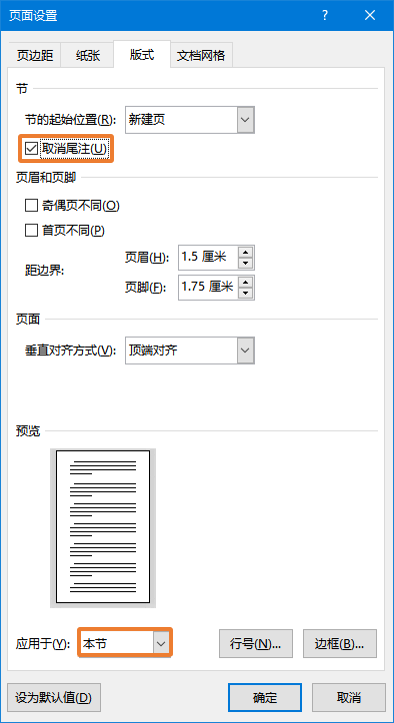 页面设置
页边距 纸张 版式 文档网格
节
节的起始位置(R): 新建页
取消尾注(U)
页眉和页脚
奇偶页不同(O)
首页不同(P)
距边界: 页眉(H): 1.5 厘米
页脚(F): 1.75 厘米
页面
垂直对齐方式(V): 顶端对齐
预览
应用于(Y): 本节 行号(N)... 边框(B)...
设为默认值(D) 确定 取消